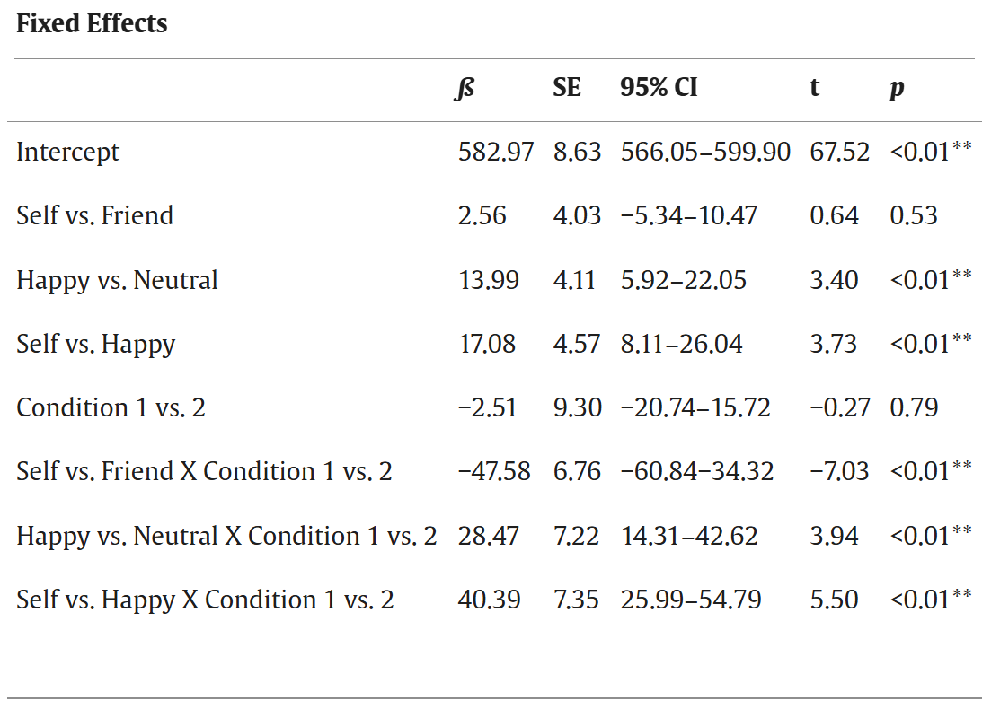 Fixed Effects
ß SE 95% CI t p
Intercept 582.97 8.63 566.05–599.90 67.52 <0.01**
Self vs. Friend 2.56 4.03 −5.34–10.47 0.64 0.53
Happy vs. Neutral 13.99 4.11 5.92–22.05 3.40 <0.01**
Self vs. Happy 17.08 4.57 8.11–26.04 3.73 <0.01**
Condition 1 vs. 2 −2.51 9.30 −20.74–15.72 −0.27 0.79
Self vs. Friend X Condition 1 vs. 2 −47.58 6.76 −60.84–34.32 −7.03 <0.01**
Happy vs. Neutral X Condition 1 vs. 2 28.47 7.22 14.31–42.62 3.94 <0.01**
Self vs. Happy X Condition 1 vs. 2 40.39 7.35 25.99–54.79 5.50 <0.01**